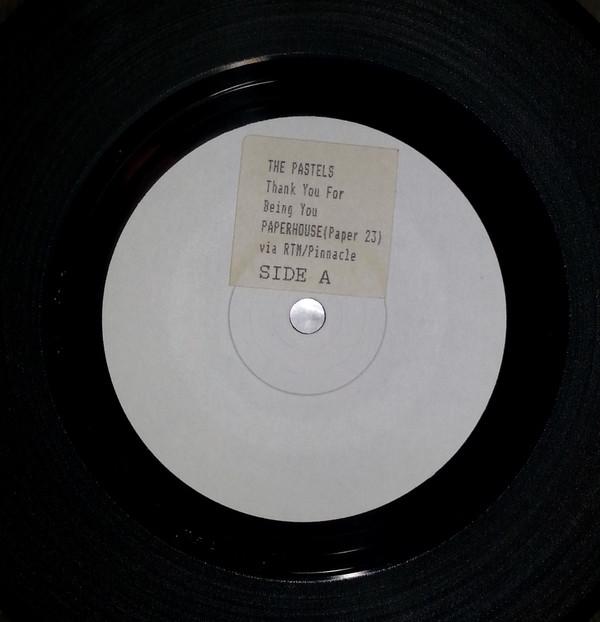 THE PASTELS
Thank You For
Being You
PAPERHOUSE(Paper 23)
via RTM/Pinnacle
SIDE A